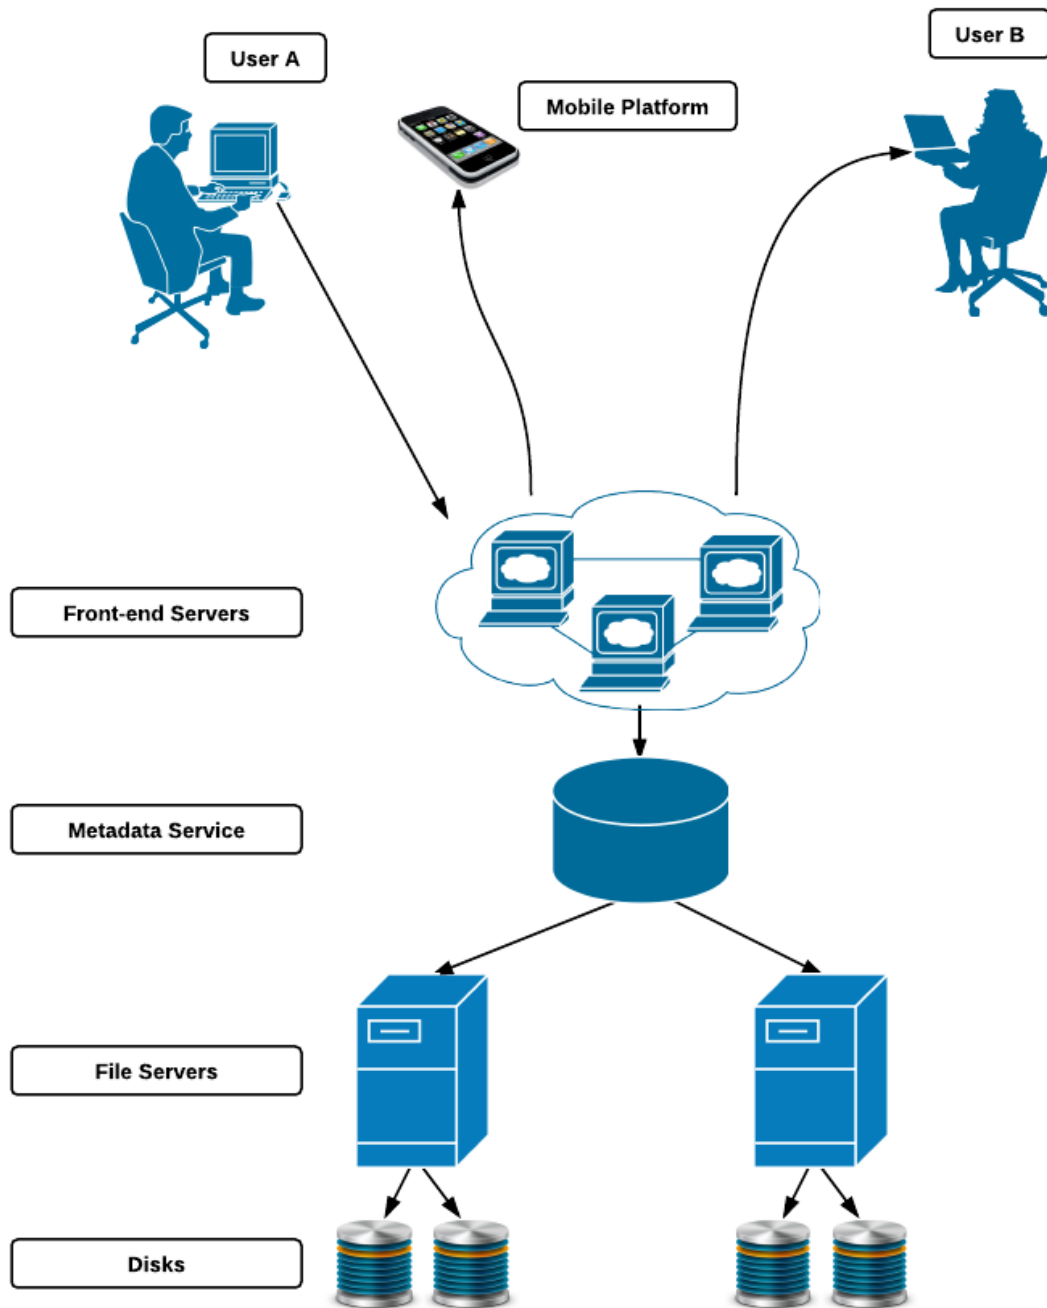 User A
User B
Mobile Platform
Front-end Servers
Metadata Service
File Servers
Disks